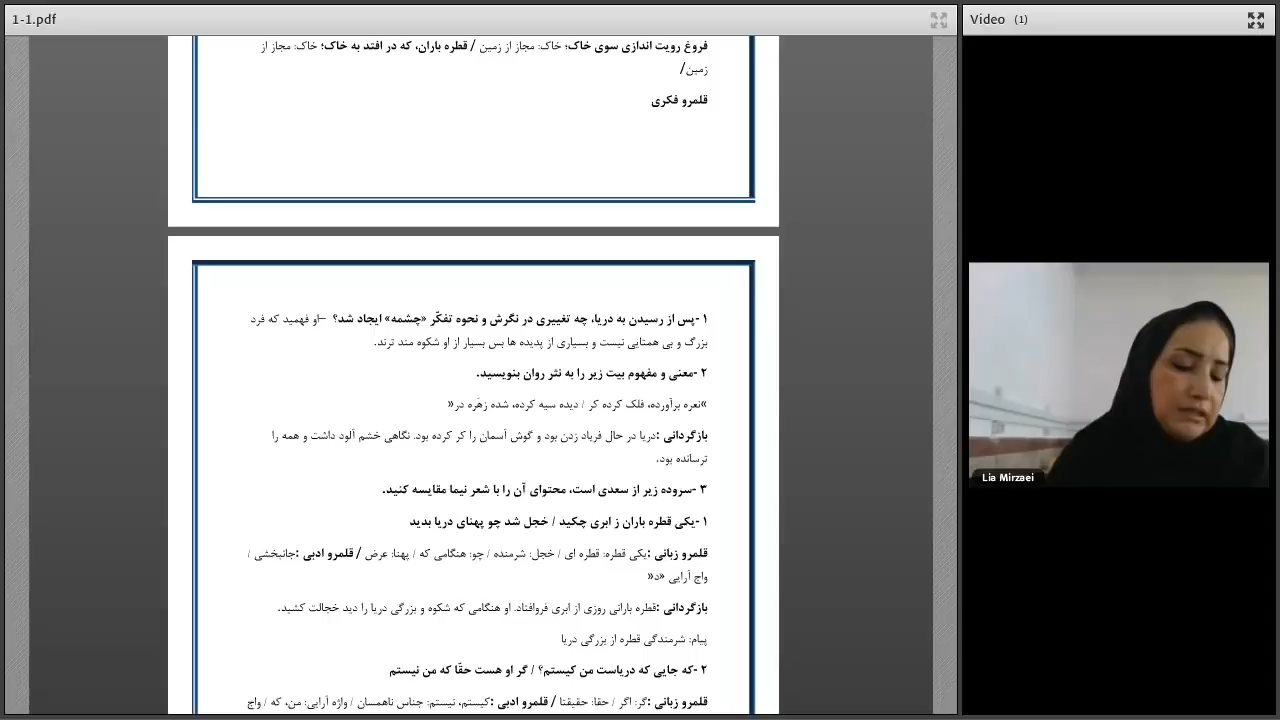 1-1.pdf
Video (1)
فروغ رویت اندازی سوی خاک؛ خاک: مجاز از زمین / قطره باران، که در افتد به خاک؛ خاک: مجاز از
زمین/
قلمرو فکری
۱ -پس از رسیدن به دریا، چه تغییری در نگرش و نحوه تفکّر «چشمه» ایجاد شد؟ –او فهمید که فرد
بزرگ و بی همتایی نیست و بسیاری از پدیده ها بس بسیار از او شکوه مند ترند.
۲ -معنی و مفهوم بیت زیر را به نثر روان بنویسید.
»نعره برآورده، فلک کرده کر / دیده سیه کرده، شده زهَره در«
بازگردانی :دریا در حال فریاد زدن بود و گوش آسمان را کر کرده بود. نگاهی خشم آلود داشت و همه را
ترسانده بود.
۳ -سروده زیر از سعدی است، محتوای آن را با شعر نیما مقایسه کنید.
۱ -یکی قطره باران ز ابری چکید / خجل شد چو پهنای دریا بدید
قلمرو زبانی :یکی قطره: قطره ای / خجل: شرمنده / چو: هنگامی که / پهنا: عرض / قلمرو ادبی :جانبخشی /
واج آرایی «د»
بازگردانی :قطره بارانی روزی از ابری فروافتاد. او هنگامی که شکوه و بزرگی دریا را دید خجالت کشید.
پیام: شرمندگی قطره از بزرگی دریا
۲ -که جایی که دریاست من کیستم؟ / گر او هست حقّا که من نیستم
قلمرو زبانی :گر: اگر / حقا: حقیقتا / قلمرو ادبی :کیستم، نیستم: جناس ناهمسان / واژه آرایی: من، که / واج
Lia Mirzaei